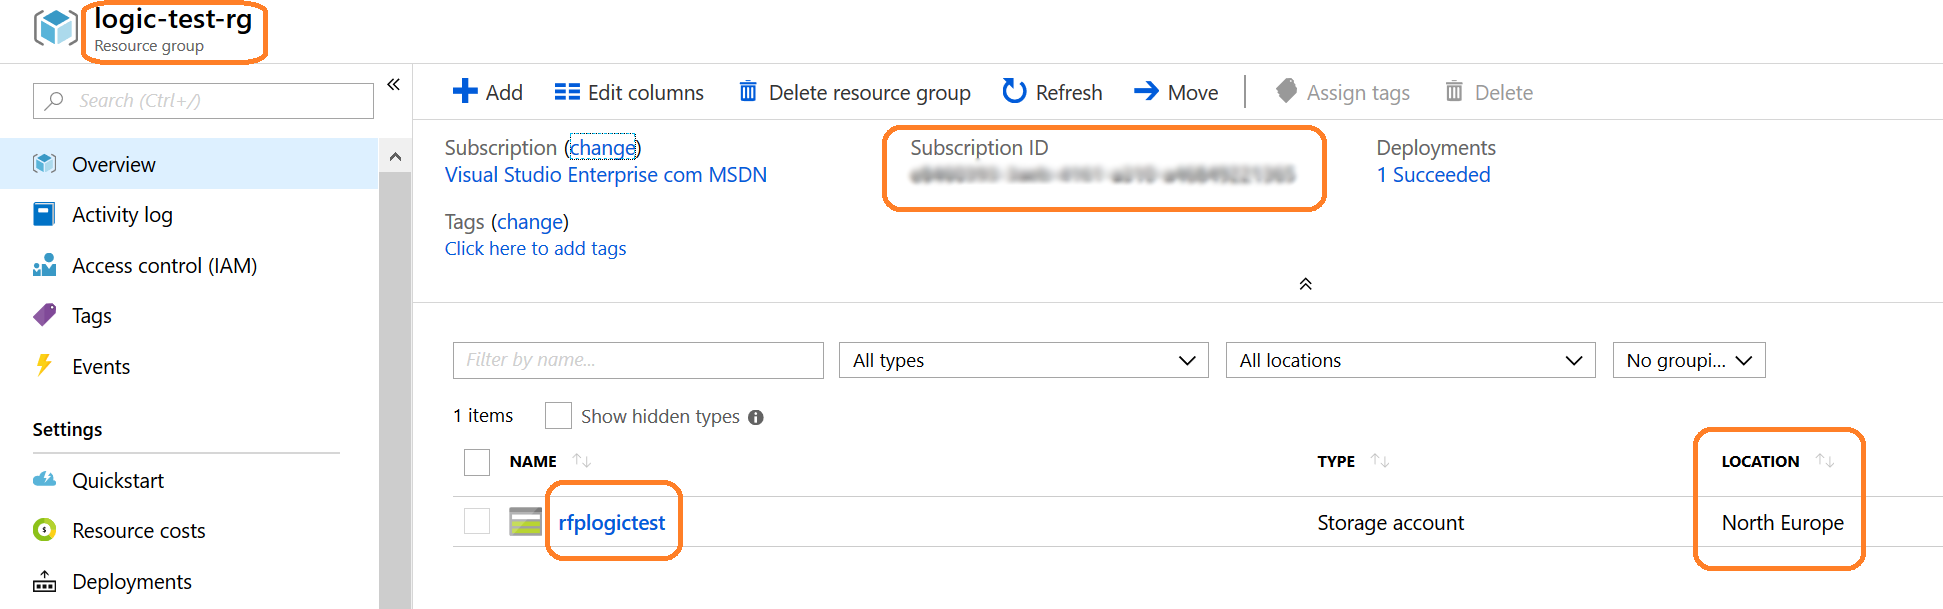 logic-test-rg
Resource group
Search (Ctrl+/)
Overview
Activity log
Access control (IAM)
Tags
Events
Settings
Quickstart
Resource costs
Deployments
Add Edit columns Delete resource group Refresh Move Assign tags Delete
Subscription (change) Subscription ID Deployments
Visual Studio Enterprise com MSDN 1 Succeeded
Tags (change)
Click here to add tags
Filter by name... All types All locations No groupi...
1 items Show hidden types
NAME TYPE LOCATION
rfplogictest Storage account North Europe